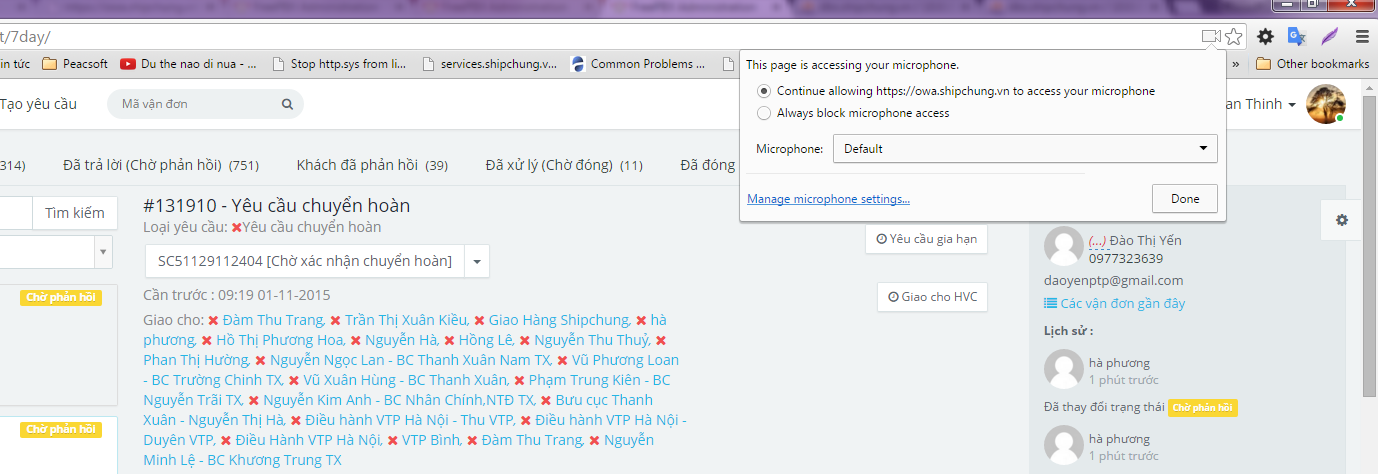 t/7day/
in tức Peacsoft Du the nao di nua - ... Stop http.sys from li... services.shipchung.v... Common Problems ... » Other bookmarks
This page is accessing your microphone.
Continue allowing https://owa.shipchung.vn to access your microphone
Always block microphone access
Microphone: Default
Manage microphone settings... Done
Tạo yêu cầu Mã vận đơn an Thinh
314) Đã trả lời (Chờ phản hồi) (751) Khách đã phản hồi (39) Đã xử lý (Chờ đóng) (11) Đã đóng
Tìm kiếm
Chờ phản hồi
Chờ phản hồi
#131910 - Yêu cầu chuyển hoàn
Loại yêu cầu: Yêu cầu chuyển hoàn
SC51129112404 [Chờ xác nhận chuyển hoàn]
Cần trước : 09:19 01-11-2015
Giao cho: Đàm Thu Trang, Trần Thị Xuân Kiều, Giao Hàng Shipchung, hà
phương, Hồ Thị Phương Hoa, Nguyễn Hà, Hồng Lê, Nguyễn Thu Thuỷ,
Phan Thị Hường, Nguyễn Ngọc Lan - BC Thanh Xuân Nam TX, Vũ Phương Loan
- BC Trường Chinh TX, Vũ Xuân Hùng - BC Thanh Xuân, Phạm Trung Kiên - BC
Nguyễn Trãi TX, Nguyễn Kim Anh - BC Nhân Chính,NTĐ TX, Bưu cục Thanh
Xuân - Nguyễn Thị Hà, Điều hành VTP Hà Nội - Thu VTP, Điều hành VTP Hà Nội -
Duyên VTP, Điều Hành VTP Hà Nội, VTP Bình, Đàm Thu Trang, Nguyễn
Minh Lệ - BC Khương Trung TX
Yêu cầu gia hạn
Giao cho HVC
(...) Đào Thị Yến
0977323639
daoyenptp@gmail.com
Các vận đơn gần đây
Lịch sử :
hà phương
1 phút trước
Đã thay đổi trạng thái Chờ phản hồi
hà phương
1 phút trước